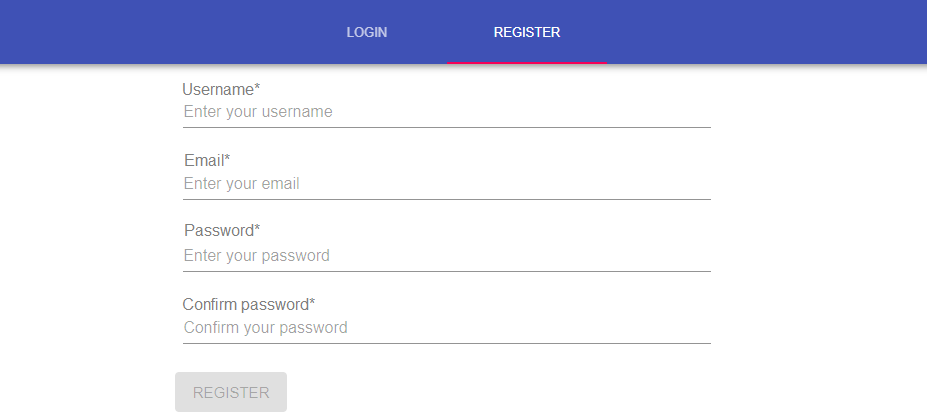 LOGIN REGISTER
Username*
Enter your username
Email*
Enter your email
Password*
Enter your password
Confirm password*
Confirm your password
REGISTER